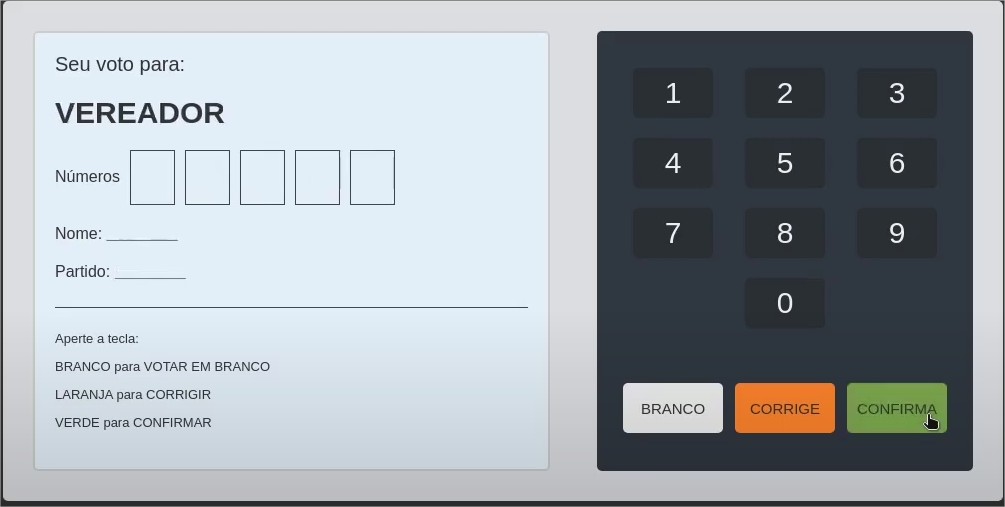 Seu voto para:
VEREADOR
Números
Nome: ________
Partido: ________
Aperte a tecla:
BRANCO para VOTAR EM BRANCO
LARANJA para CORRIGIR
VERDE para CONFIRMAR
1 2 3
4 5 6
7 8 9
0
BRANCO CORRIGE CONFIRMA